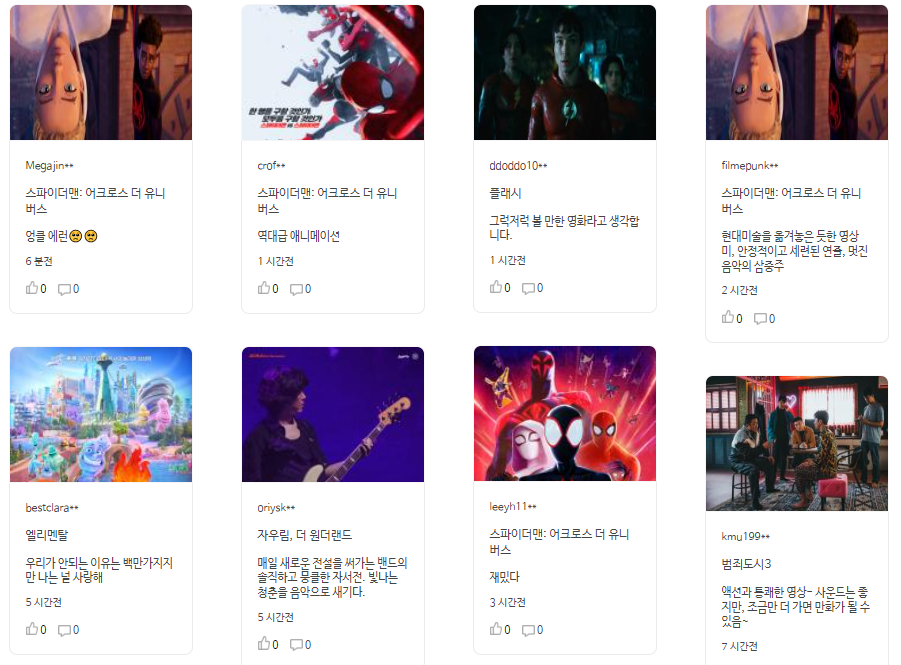 한 명을 구할 것인가
모두를 구할 것인가
스파이더맨 VS 스파이더맨
Megajin**
스파이더맨: 어크로스 더 유니
버스
엉클 에런🥺🥺
6 분전
0 0
crof**
스파이더맨: 어크로스 더 유니
버스
역대급 애니메이션
1 시간전
0 0
ddoddo10**
플래시
그럭저럭 볼 만한 영화라고 생각합
니다.
1 시간전
0 0
filmepunk**
스파이더맨: 어크로스 더 유니
버스
현대미술을 옮겨놓은 듯한 영상
미, 안정적이고 세련된 연출, 멋진
음악의 삼중주
2 시간전
0 0
bestclara**
엘리멘탈
우리가 안되는 이유는 백만가지지
만 나는 널 사랑해
5 시간전
0 0
oriysk**
자우림, 더 원더랜드
매일 새로운 전설을 써가는 밴드의
솔직하고 뭉클한 자서전. 빛나는
청춘을 음악으로 새기다.
5 시간전
0 0
leeyh11**
스파이더맨: 어크로스 더 유니
버스
재밌다
3 시간전
0 0
kmy199**
범죄도시3
액션과 통쾌한 영상~ 사운드는 좋
지만, 조금만 더 가면 만화가 될 수
있음~
7 시간전